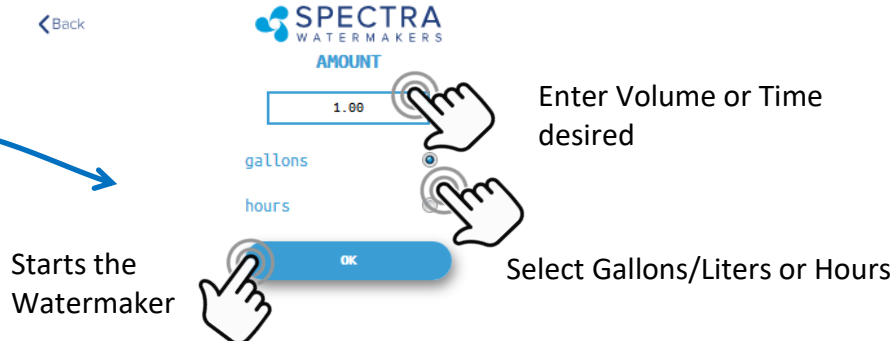 Back
SPECTRA
WATERMAKERS
AMOUNT
1.00
Enter Volume or Time
desired
gallons
hours
OK
Select Gallons/Liters or Hours
Starts the
Watermaker